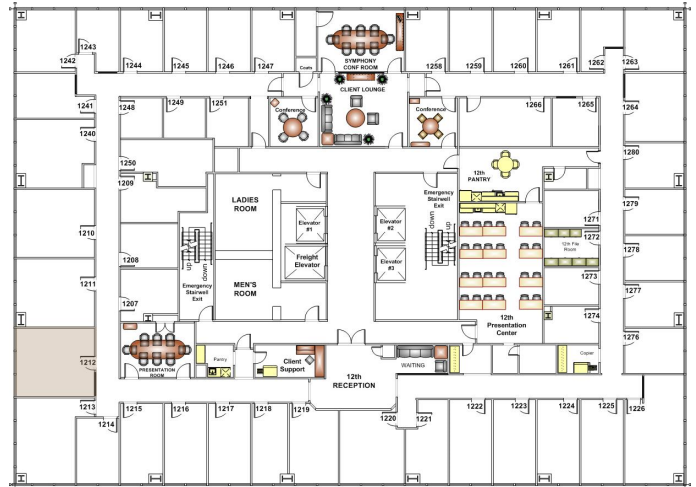 1243
1242
1244
1245
1246
1247
Coats
SYMPHONY
CONF ROOM
1258
1259
1260
1261
1262
1263
CLIENT LOUNGE
1241
1248
1249
1251
Conference
Conference
1266
1265
1264
1240
1250
1280
12th
PANTRY
1209
LADIES
ROOM
Emergency
Stairwell
Exit
1279
1271
1272
1210
Elevator
#1
Elevator
#2
down
up
up
down
12th File
Room
1278
1208
Freight
Elevator
Elevator
#3
1273
1211
Emergency
Stairwell
Exit
MEN'S
ROOM
1277
1207
12th
Presentation
Center
1274
1276
1212
PRESENTATION
ROOM
Pantry
Client
Support
12th
RECEPTION
WAITING
Copier
1213
1214
1215
1216
1217
1218
1219
1220
1221
1222
1223
1224
1225
1226